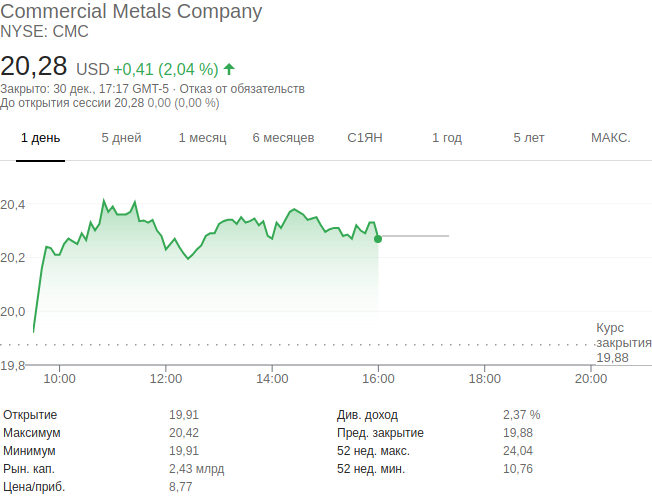 Commercial Metals Company
NYSE: CMC
20,28 USD +0,41 (2,04 %)
Закрыто: 30 дек., 17:17 GMT-5 · Отказ от обязательств
До открытия сессии 20,28 0,00 (0,00 %)
1 день 5 дней 1 месяц 6 месяцев С1ЯН 1 год 5 лет МАКС.
20,4
20,2
20,0
Курс
закрытия
19,88
19,8
10:00 12:00 14:00 16:00 18:00 20:00
Открытие 19,91 Див. доход 2,37 %
Максимум 20,42 Пред. закрытие 19,88
Минимум 19,91 52 нед. макс. 24,04
Рын. кап. 2,43 млрд 52 нед. мин. 10,76
Цена/приб. 8,77